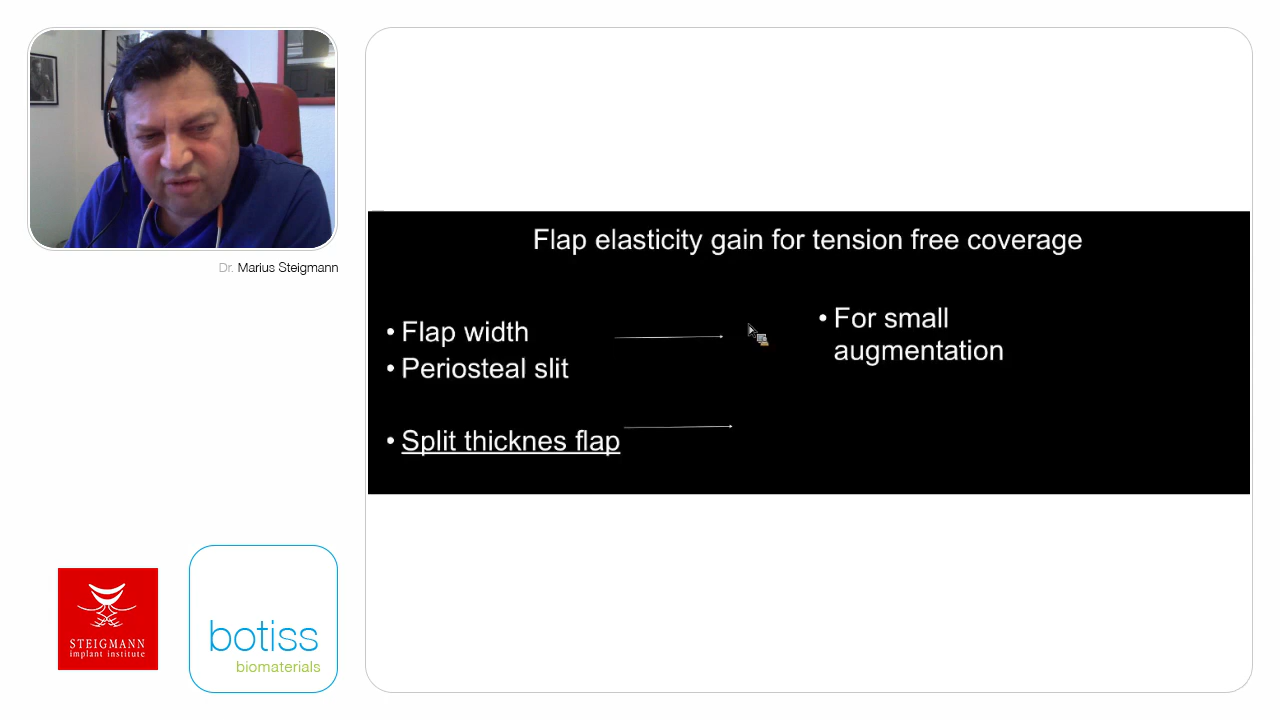 Dr. Marius Steigmann
Flap elasticity gain for tension free coverage
• Flap width
• Periosteal slit
• Split thicknes flap
• For small
augmentation
STEIGMANN
implant institute
botiss
biomaterials